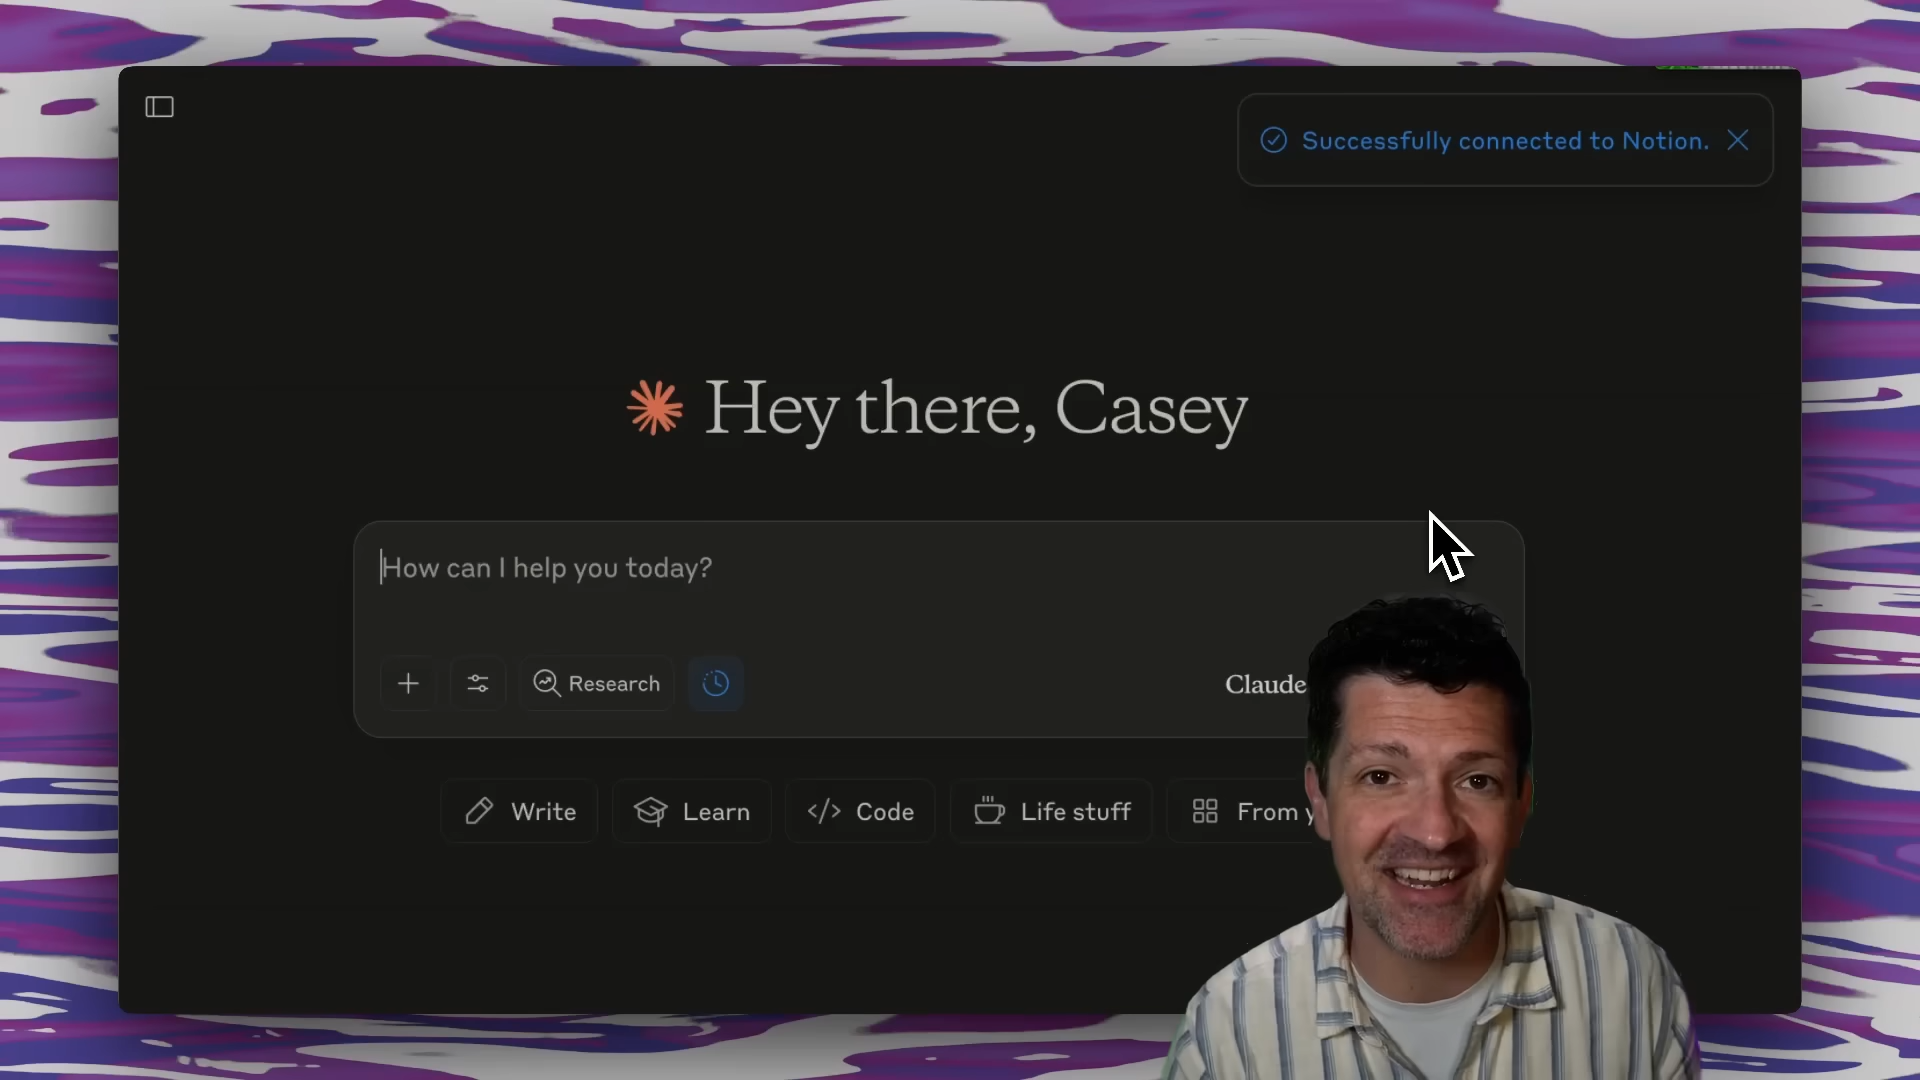 Successfully connected to Notion.
Hey there, Casey
How can I help you today?
Research
Claude
Write
Learn
Code
Life stuff
From